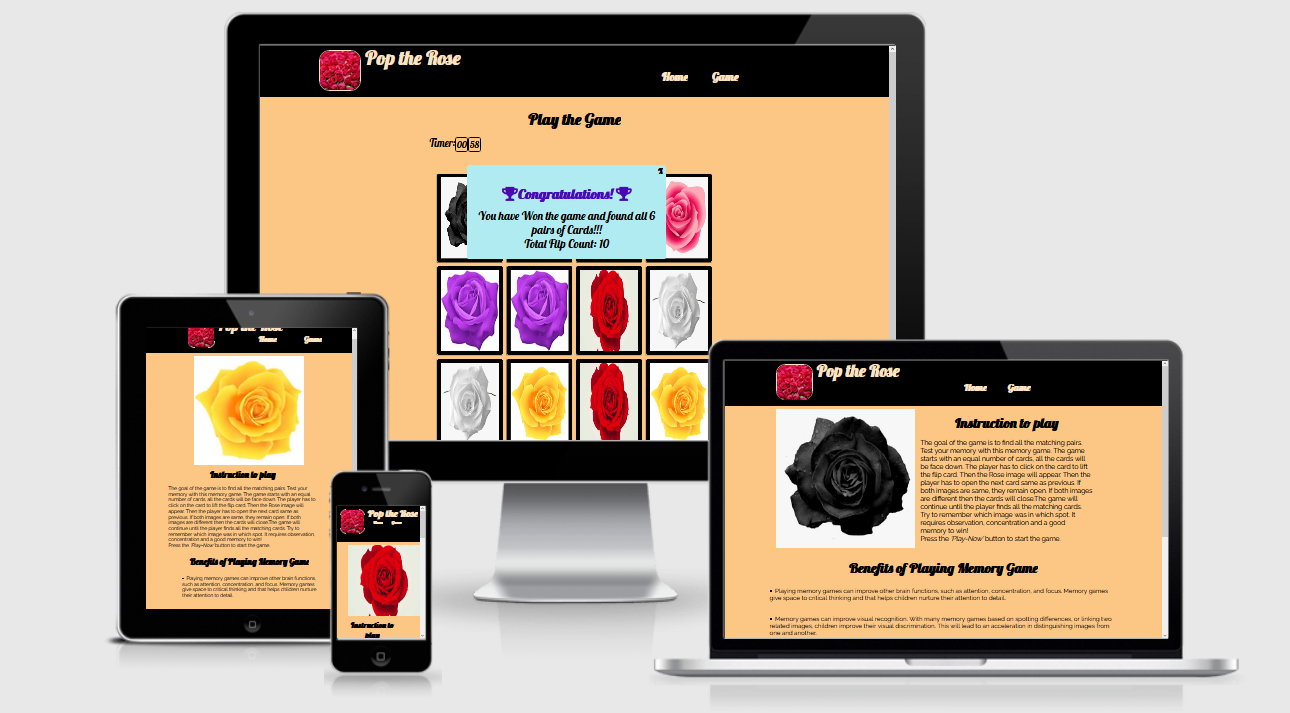 Pop the Rose
Home Game
Play the Game
Timer: 00 58
x
Congratulations!
You have Won the game and found all 6
pairs of Cards!!!
Total Flip Count: 10
Pop the Rose
Home Game
Instruction to play
The goal of the game is to find all the matching pairs. Test your
memory with this memory game. The game starts with an equal
number of cards, all the cards will be face down. The player has to
click on the card to lift the flip card. Then the Rose image will
appear. Then the player has to open the next card same as
previous. If both images are same, they remain open. If both
images are different then the cards will close.The game will
continue until the player finds all the matching cards. Try to
remember which image was in which spot. It requires observation,
concentration and a good memory to win!
Press the 'Play~Now' button to start the game.
Benefits of Playing Memory Game
• Playing memory games can improve other brain functions,
such as attention, concentration, and focus. Memory games
give space to critical thinking and that helps children nurture
their attention to detail.
Pop the Rose
Home Game
Instruction to
play
Pop the Rose
Home Game
Instruction to play
The goal of the game is to find all the matching pairs.
Test your memory with this memory game. The game
starts with an equal number of cards, all the cards will
be face down. The player has to click on the card to lift
the flip card. Then the Rose image will appear. Then the
player has to open the next card same as previous. If
both images are same, they remain open. If both images
are different then the cards will close.The game will
continue until the player finds all the matching cards.
Try to remember which image was in which spot. It
requires observation, concentration and a good
memory to win!
Press the 'Play~Now' button to start the game.
Benefits of Playing Memory Game
• Playing memory games can improve other brain functions, such as attention, concentration, and focus. Memory games
give space to critical thinking and that helps children nurture their attention to detail.
• Memory games can improve visual recognition. With many memory games based on spotting differences, or linking two
related images, children improve their visual discrimination. This will lead to an acceleration in distinguishing images from
one and another.